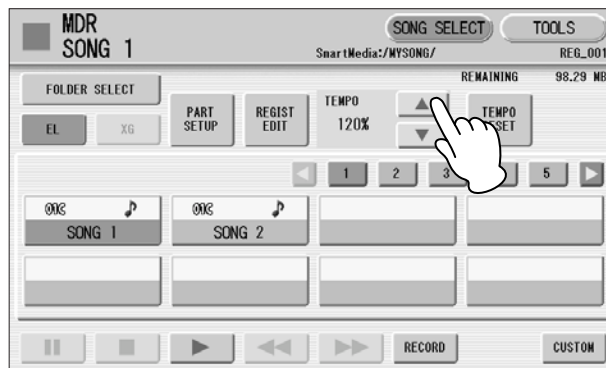 MDR
SONG 1
SONG SELECT
TOOLS
SmartMedia:/MYSONG/
REG_001
REMAINING 98.29 MB
FOLDER SELECT
EL
XG
PART SETUP
REGIST EDIT
TEMPO
120%
TEMPO
1 2 3 5
SONG 1
SONG 2
RECORD
CUSTOM